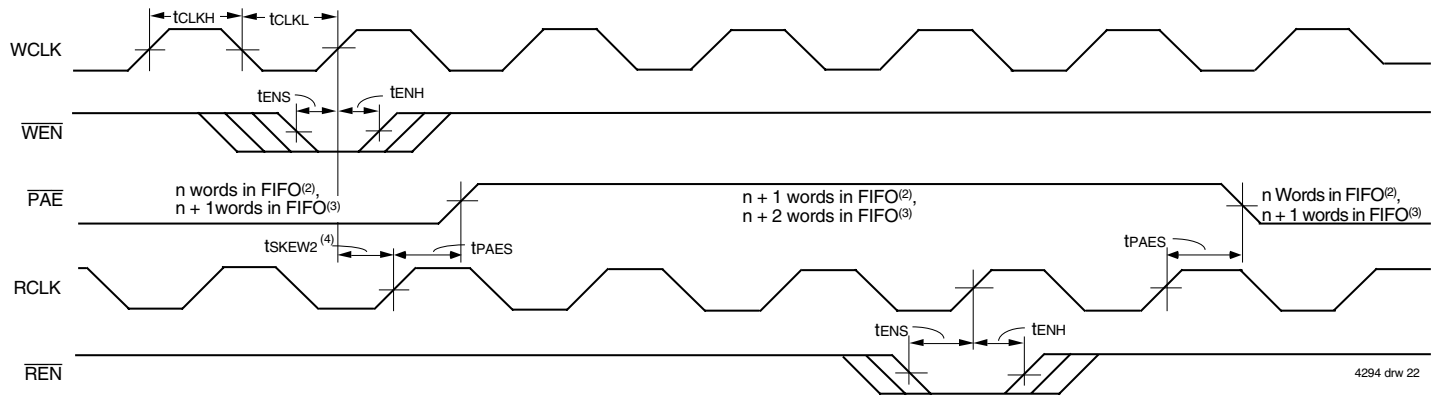 tCLKH
tCLKL
WCLK
tENS
tENH
WEN
PAE
n words in FIFO(2),
n + 1words in FIFO(3)
n + 1 words in FIFO(2),
n + 2 words in FIFO(3)
n Words in FIFO(2),
n + 1 words in FIFO(3)
tSKEW2 (4)
tPAES
tPAES
RCLK
tENS
tENH
REN
4294 drw 22